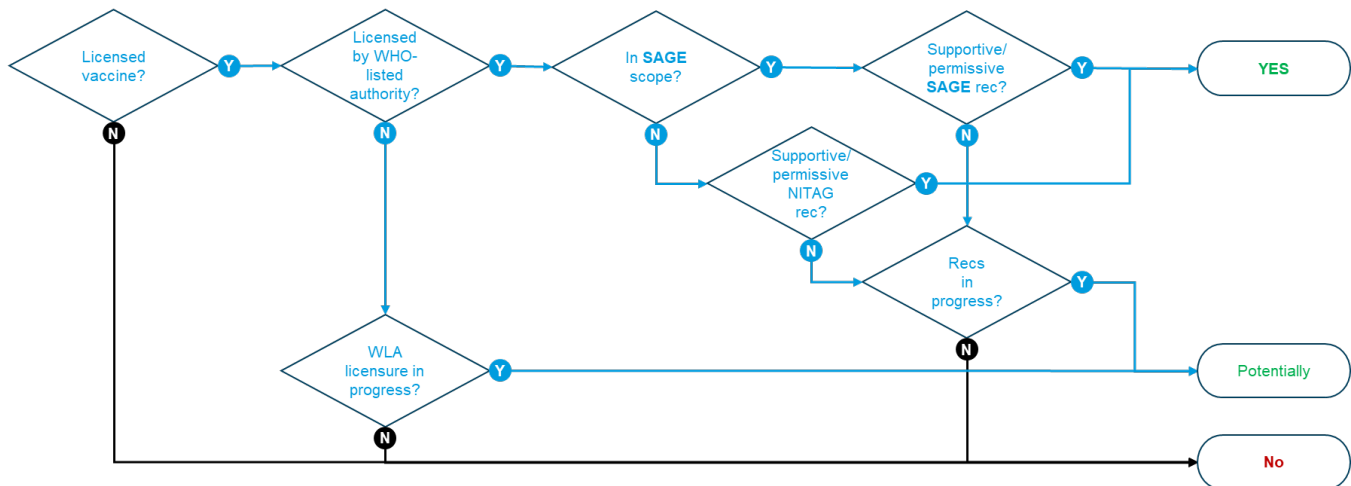 Licensed
vaccine?
Y
N
Licensed
by WHO-
listed
authority?
Y
N
In SAGE
scope?
Y
N
Supportive/
permissive
SAGE rec?
Y
N
YES
Supportive/
permissive
NITAG
rec?
Y
N
Recs
in
progress?
Y
N
WLA
licensure in
progress?
Y
N
Potentially
No